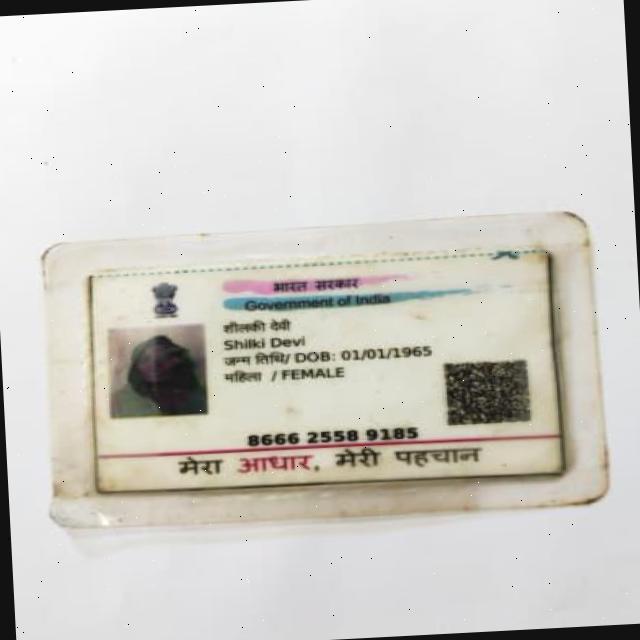 भारत सरकार
Government of India
शीलकी देवी
Shilki Devi
जन्म तिथि/ DOB: 01/01/1965
महिला / FEMALE
8666 2558 9185
मेरा आधार, मेरी पहचान